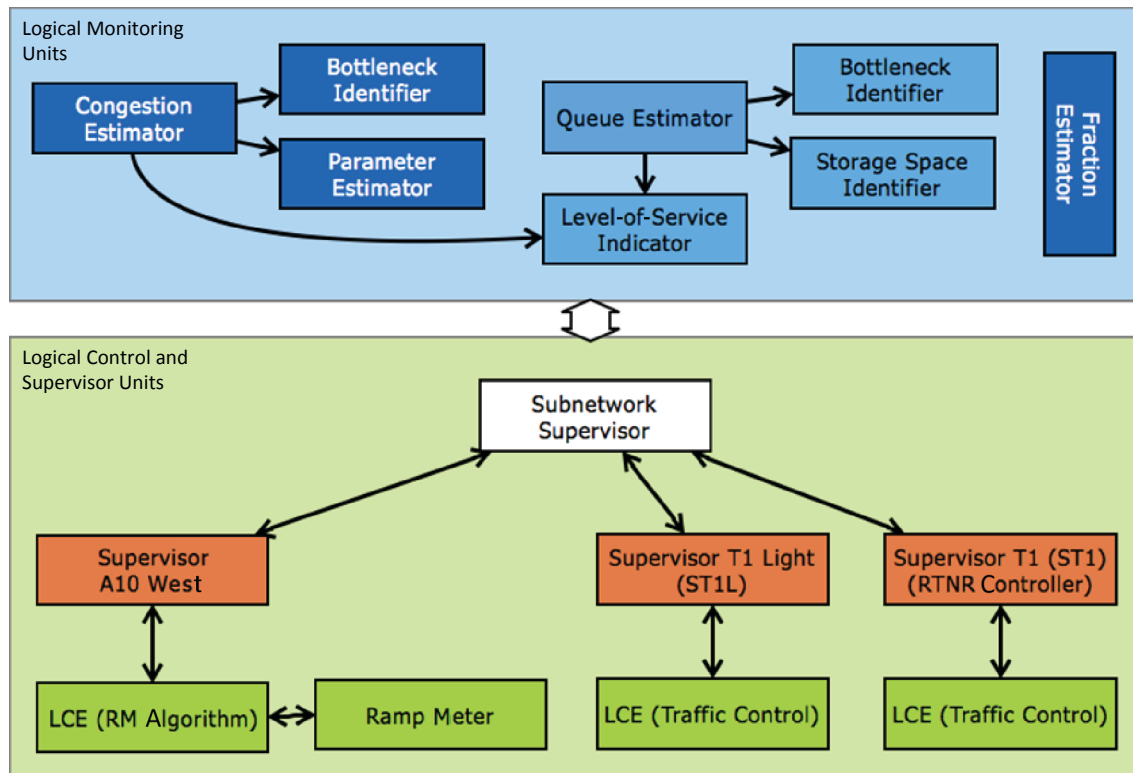 Logical Monitoring
Units
Congestion
Estimator
Bottleneck
Identifier
Parameter
Estimator
Queue Estimator
Level-of-Service
Indicator
Bottleneck
Identifier
Storage Space
Identifier
Fraction
Estimator
Logical Control and
Supervisor Units
Subnetwork
Supervisor
Supervisor
A10 West
Supervisor T1 Light
(ST1L)
Supervisor T1 (ST1)
(RTNR Controller)
LCE (RM Algorithm)
Ramp Meter
LCE (Traffic Control)
LCE (Traffic Control)